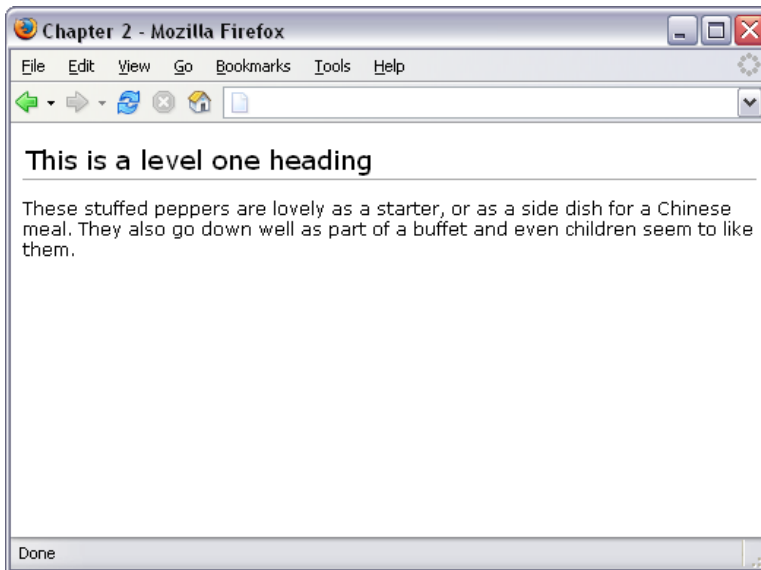 Chapter 2 - Mozilla Firefox
File Edit View Go Bookmarks Tools Help
This is a level one heading
These stuffed peppers are lovely as a starter, or as a side dish for a Chinese
meal. They also go down well as part of a buffet and even children seem to like
them.
Done